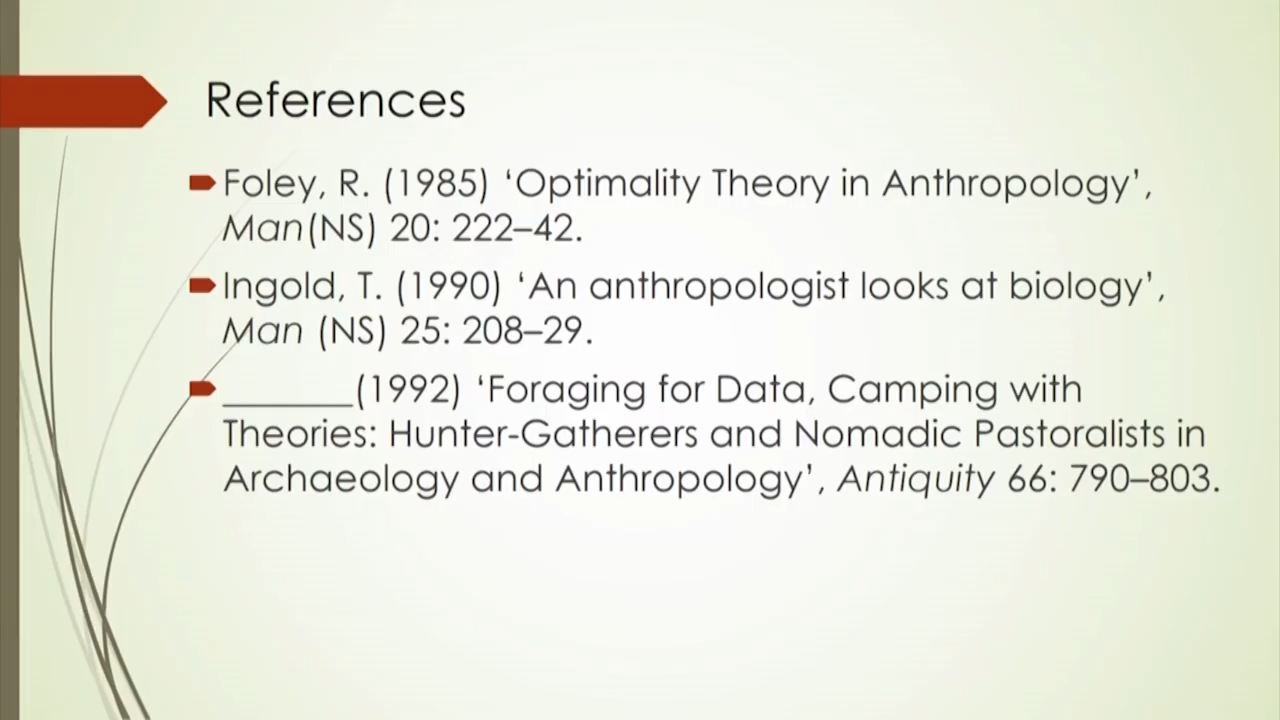 References
Foley, R. (1985) ‘Optimality Theory in Anthropology’,
Man(NS) 20: 222–42.
Ingold, T. (1990) ‘An anthropologist looks at biology’,
Man (NS) 25: 208–29.
_______(1992) ‘Foraging for Data, Camping with
Theories: Hunter-Gatherers and Nomadic Pastoralists in
Archaeology and Anthropology’, Antiquity 66: 790–803.